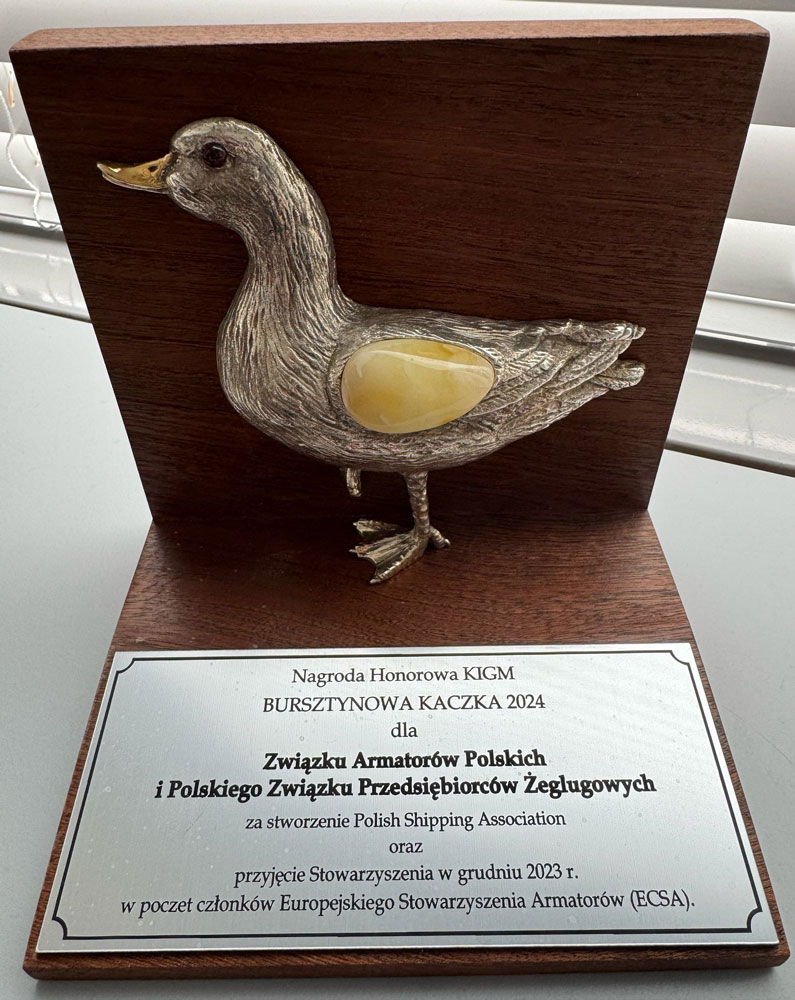 Nagroda Honorowa KIGM
BURSZTYNOWA KACZKA 2024
dla
Związku Armatorów Polskich
i Polskiego Związku Przedsiębiorców Żeglugowych
za stworzenie Polish Shipping Association
oraz
przyjęcie Stowarzyszenia w grudniu 2023 r.
w poczet członków Europejskiego Stowarzyszenia Armatorów (ECSA).